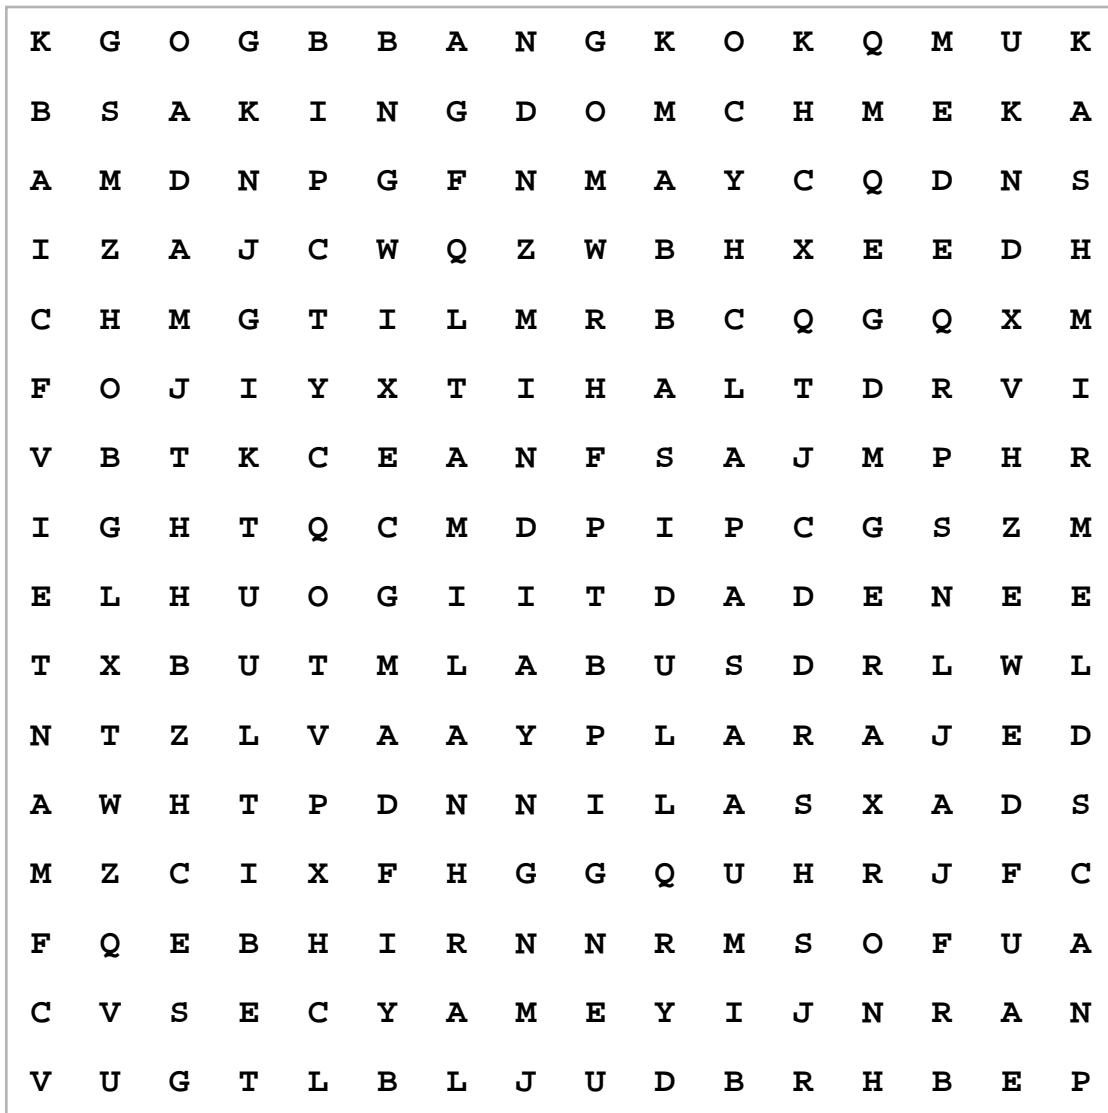 K G O G B B A N G K O K Q M U K
B S A K I N G D O M C H M E K A
A M D N P G F N M A Y C Q D N S
I Z A J C W Q Z W B H X E E D H
C H M G T I L M R B C Q G Q X M
F O J I Y X T I H A L T D R V I
V B T K C E A N F S A J M P H R
I G H T Q C M D P I P C G S Z M
E L H U O G I I T D A D E N E E
T X B U T M L A B U S D R L W L
N T Z L V A A Y P L A R A J E D
A W H T P D N N I L A S X A D S
M Z C I X F H G G Q U H R J F C
F Q E B H I R N N R M S O F U A
C V S E C Y A M E Y I J N R A N
V U G T L B L J U D B R H B E P